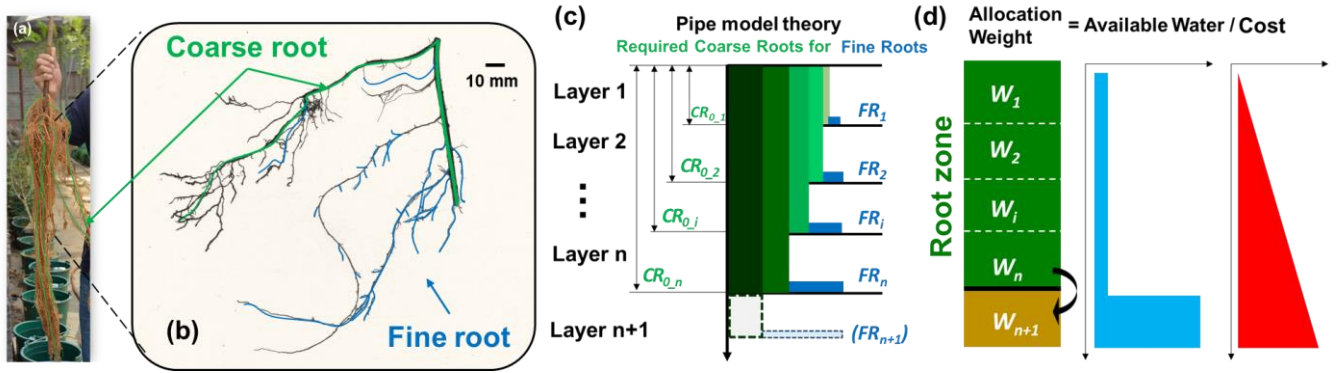 (a)
Coarse root
10 mm
(b)
Fine root
(c)
Pipe model theory
Required Coarse Roots for Fine Roots
Layer 1
CR0_1
FR1
Layer 2
CR0_2
FR2
CR0_i
FRi
Layer n
CR0_n
FRn
Layer n+1
(FRn+1)
(d)
Allocation
Weight = Available Water / Cost
Root zone
W1
W2
Wi
Wn
Wn+1